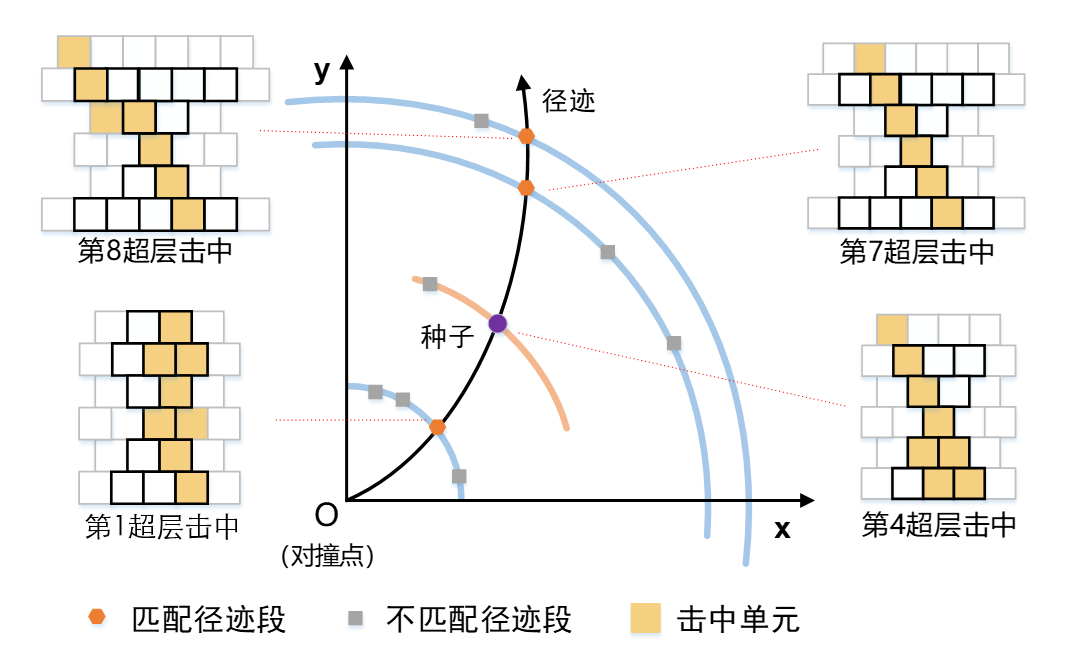 y
径迹
第8超层击中
第7超层击中
种子
第1超层击中
第4超层击中
O
(对撞点)
x
匹配径迹段
不匹配径迹段
击中单元